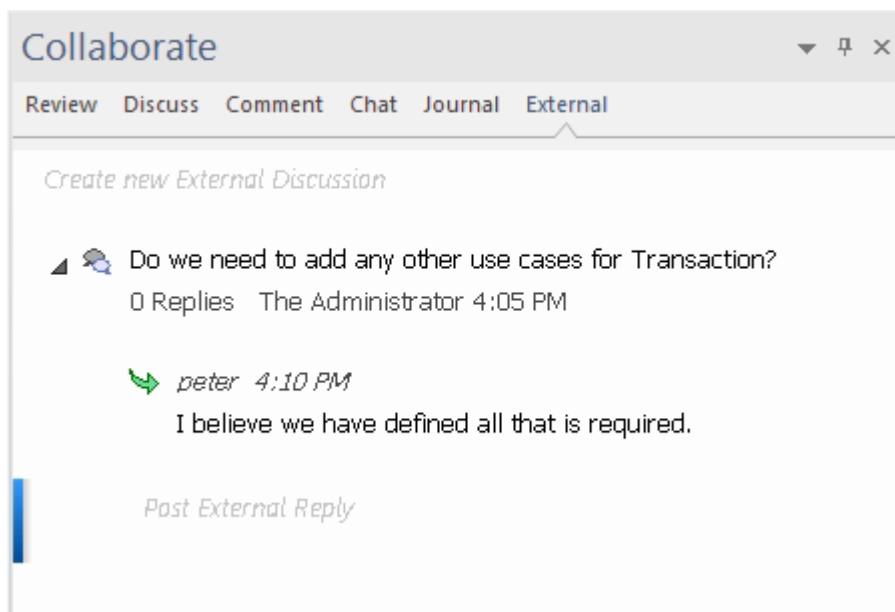 Collaborate
Review Discuss Comment Chat Journal External
Create new External Discussion
Do we need to add any other use cases for Transaction?
0 Replies The Administrator 4:05 PM
peter 4:10 PM
I believe we have defined all that is required.
Post External Reply